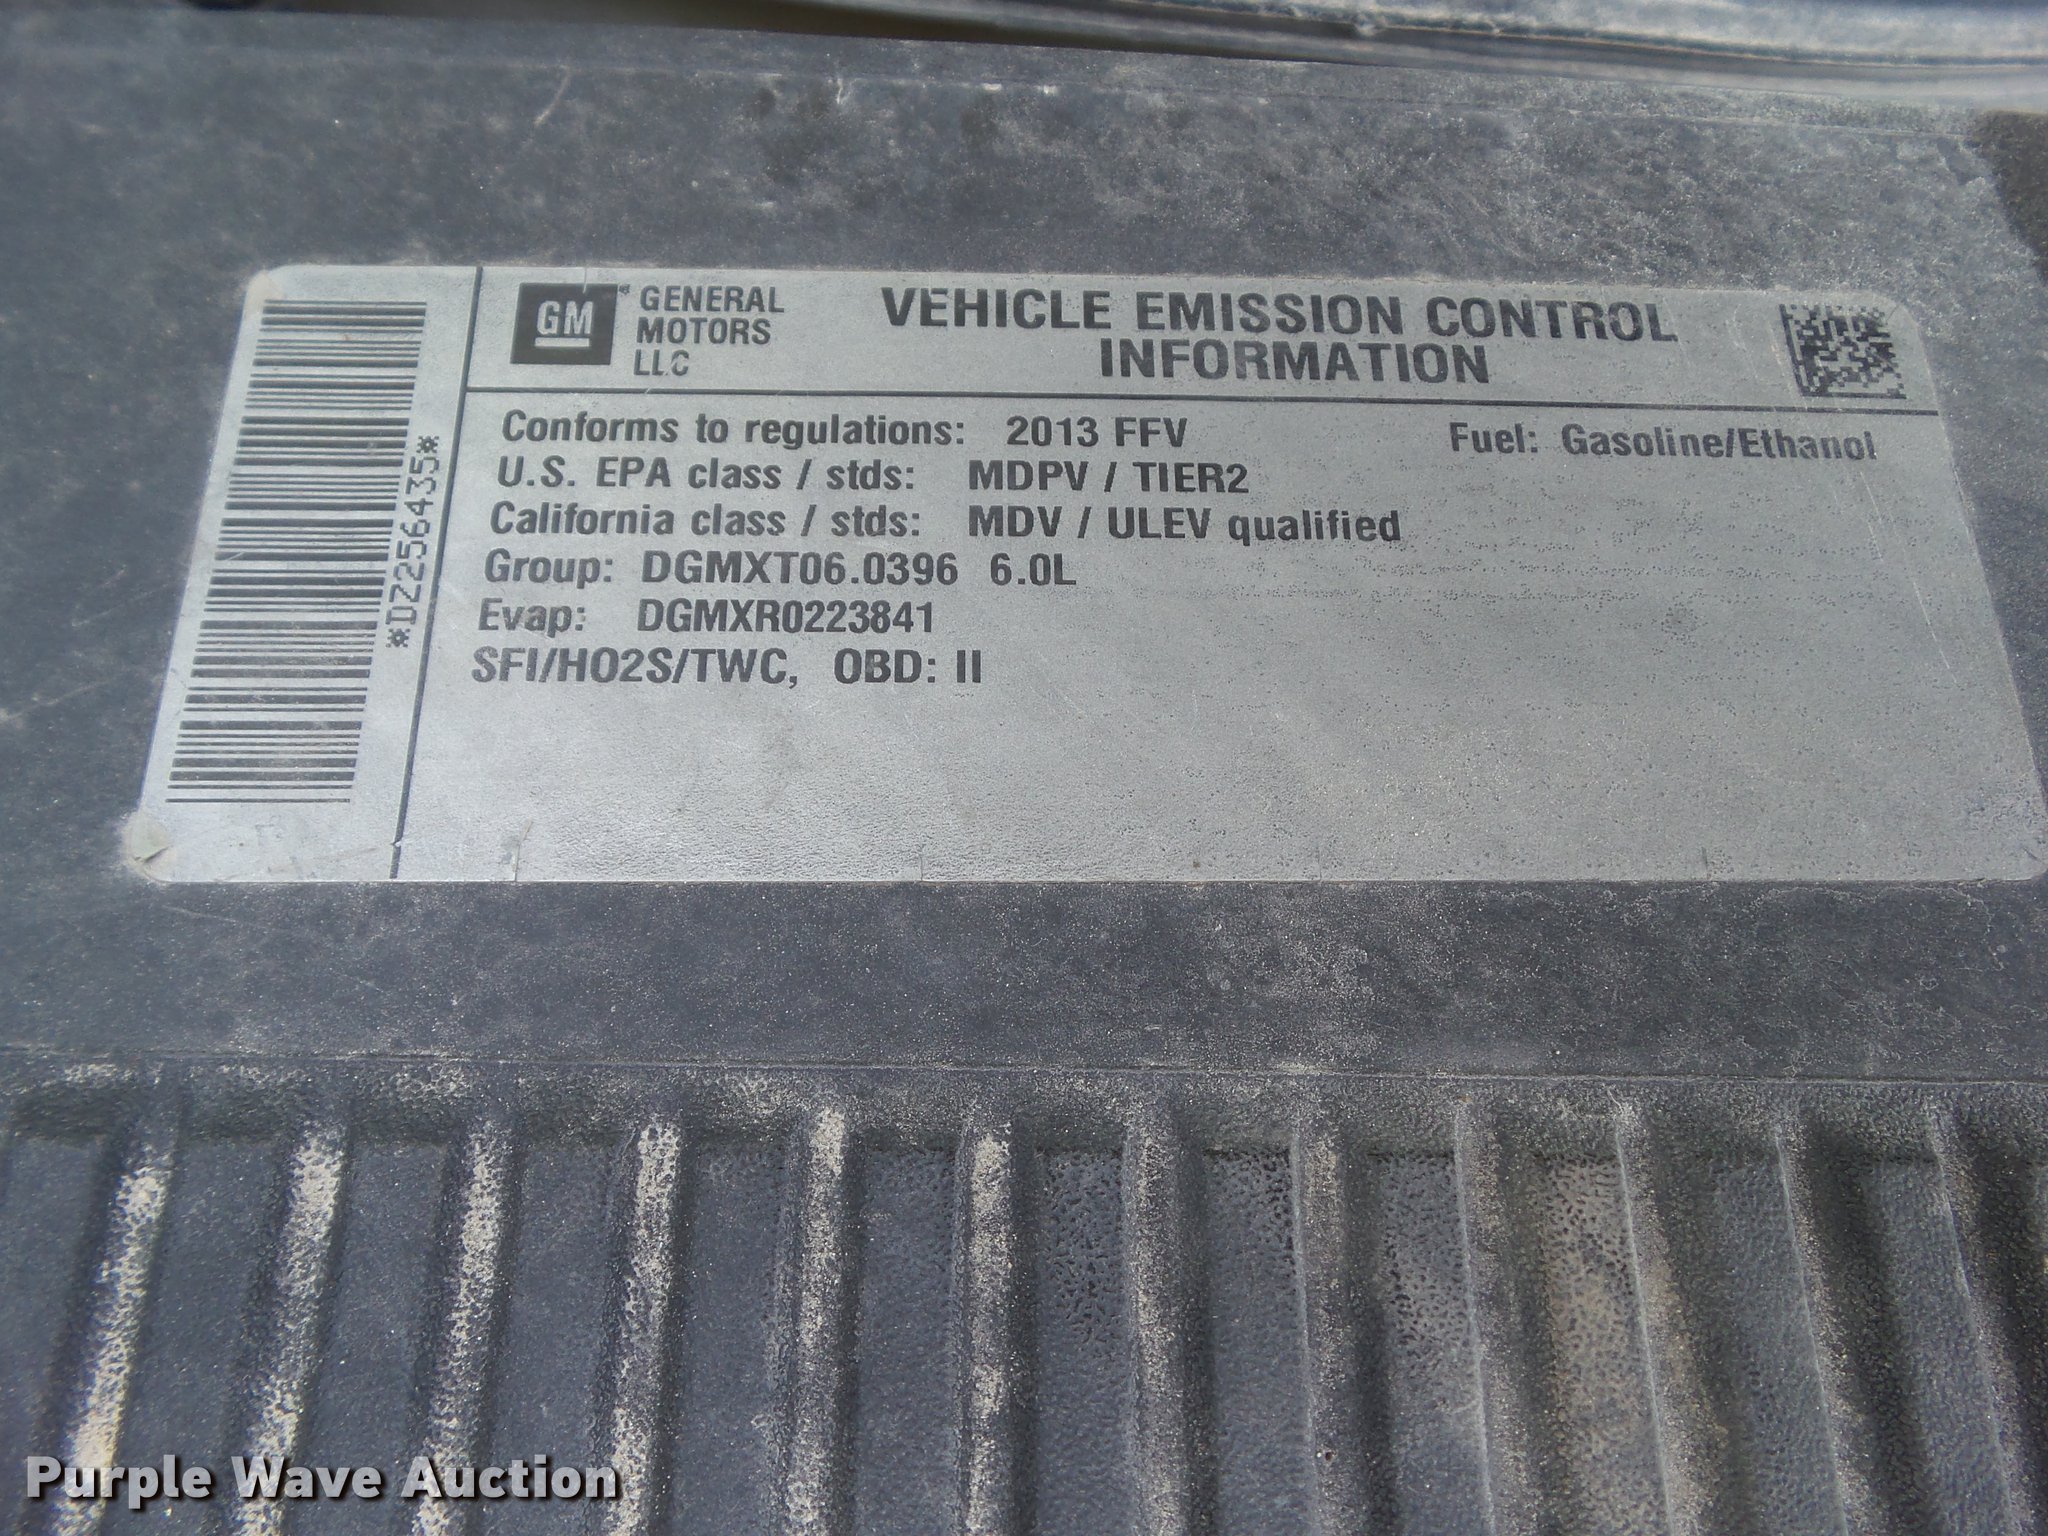 GM GENERAL MOTORS LLC
VEHICLE EMISSION CONTROL
INFORMATION
*DZ256435*
Conforms to regulations: 2013 FFV
Fuel: Gasoline/Ethanol
U.S. EPA class / stds: MDPV / TIER2
California class / stds: MDV / ULEV qualified
Group: DGMXT06.0396 6.0L
Evap: DGMXR0223841
SFI/HO2S/TWC, OBD: II
Purple Wave Auction